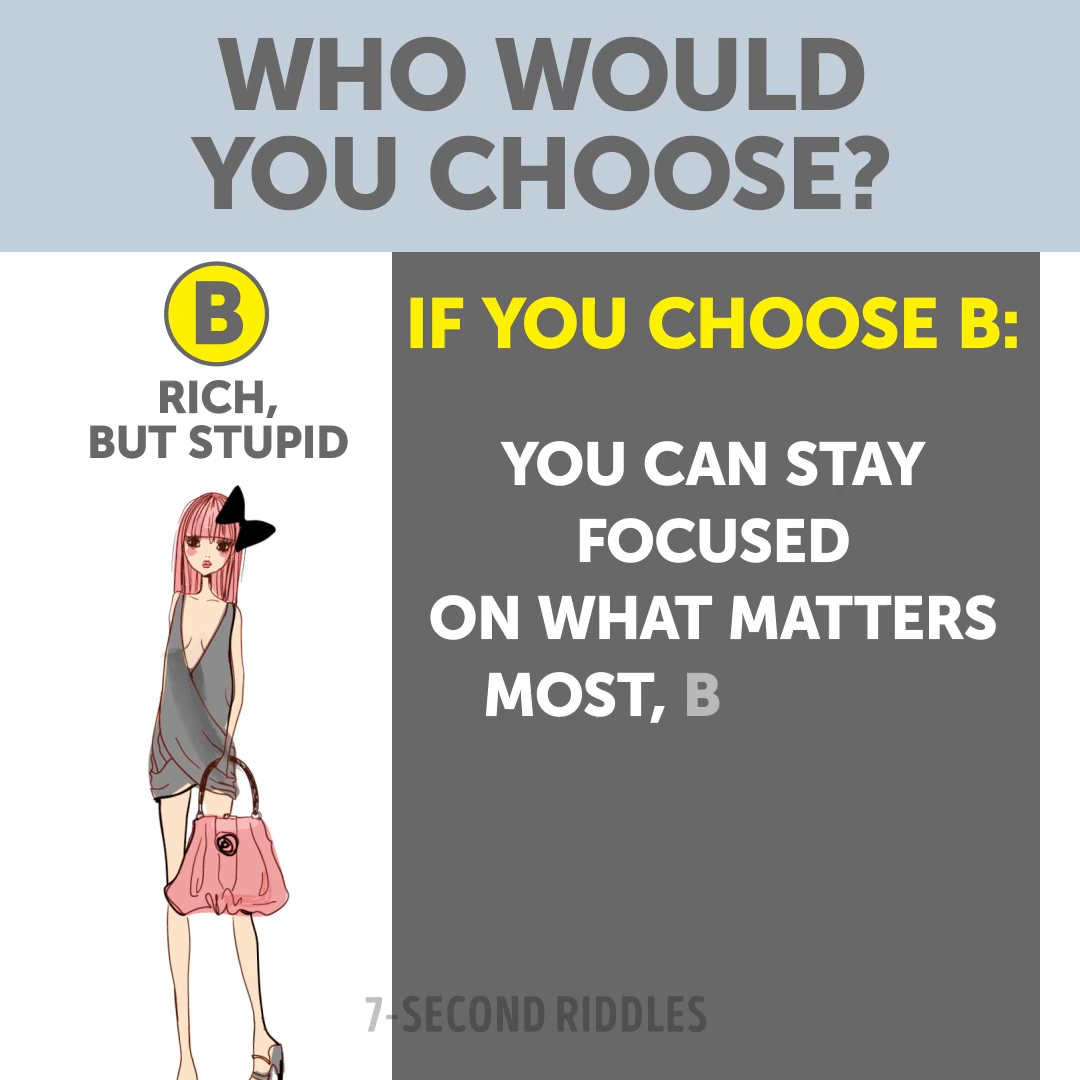 WHO WOULD
YOU CHOOSE?
B
RICH,
BUT STUPID
IF YOU CHOOSE B:
YOU CAN STAY
FOCUSED
ON WHAT MATTERS
MOST, B
7-SECOND RIDDLES